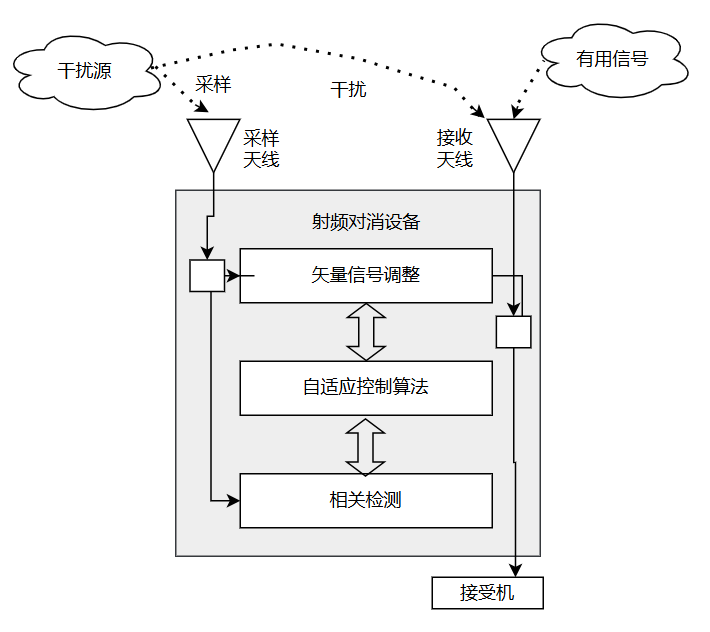 干扰源
有用信号
采样
干扰
采样
天线
接收
天线
射频对消设备
矢量信号调整
自适应控制算法
相关检测
接受机